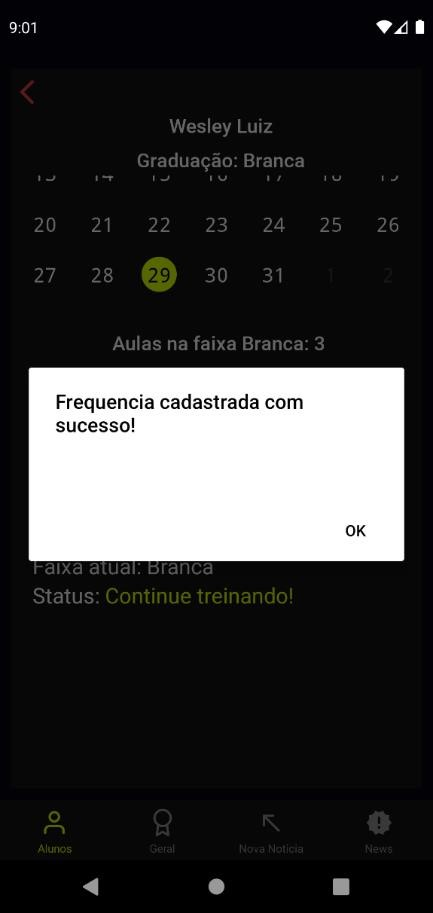 9:01
Wesley Luiz
Graduação: Branca
13 14 15 16 17 18 19
20 21 22 23 24 25 26
27 28 29 30 31 1 2
Aulas na faixa Branca: 3
Frequencia cadastrada com
sucesso!
OK
Faixa atual: Branca
Status: Continue treinando!
Alunos Geral Nova Noticia News